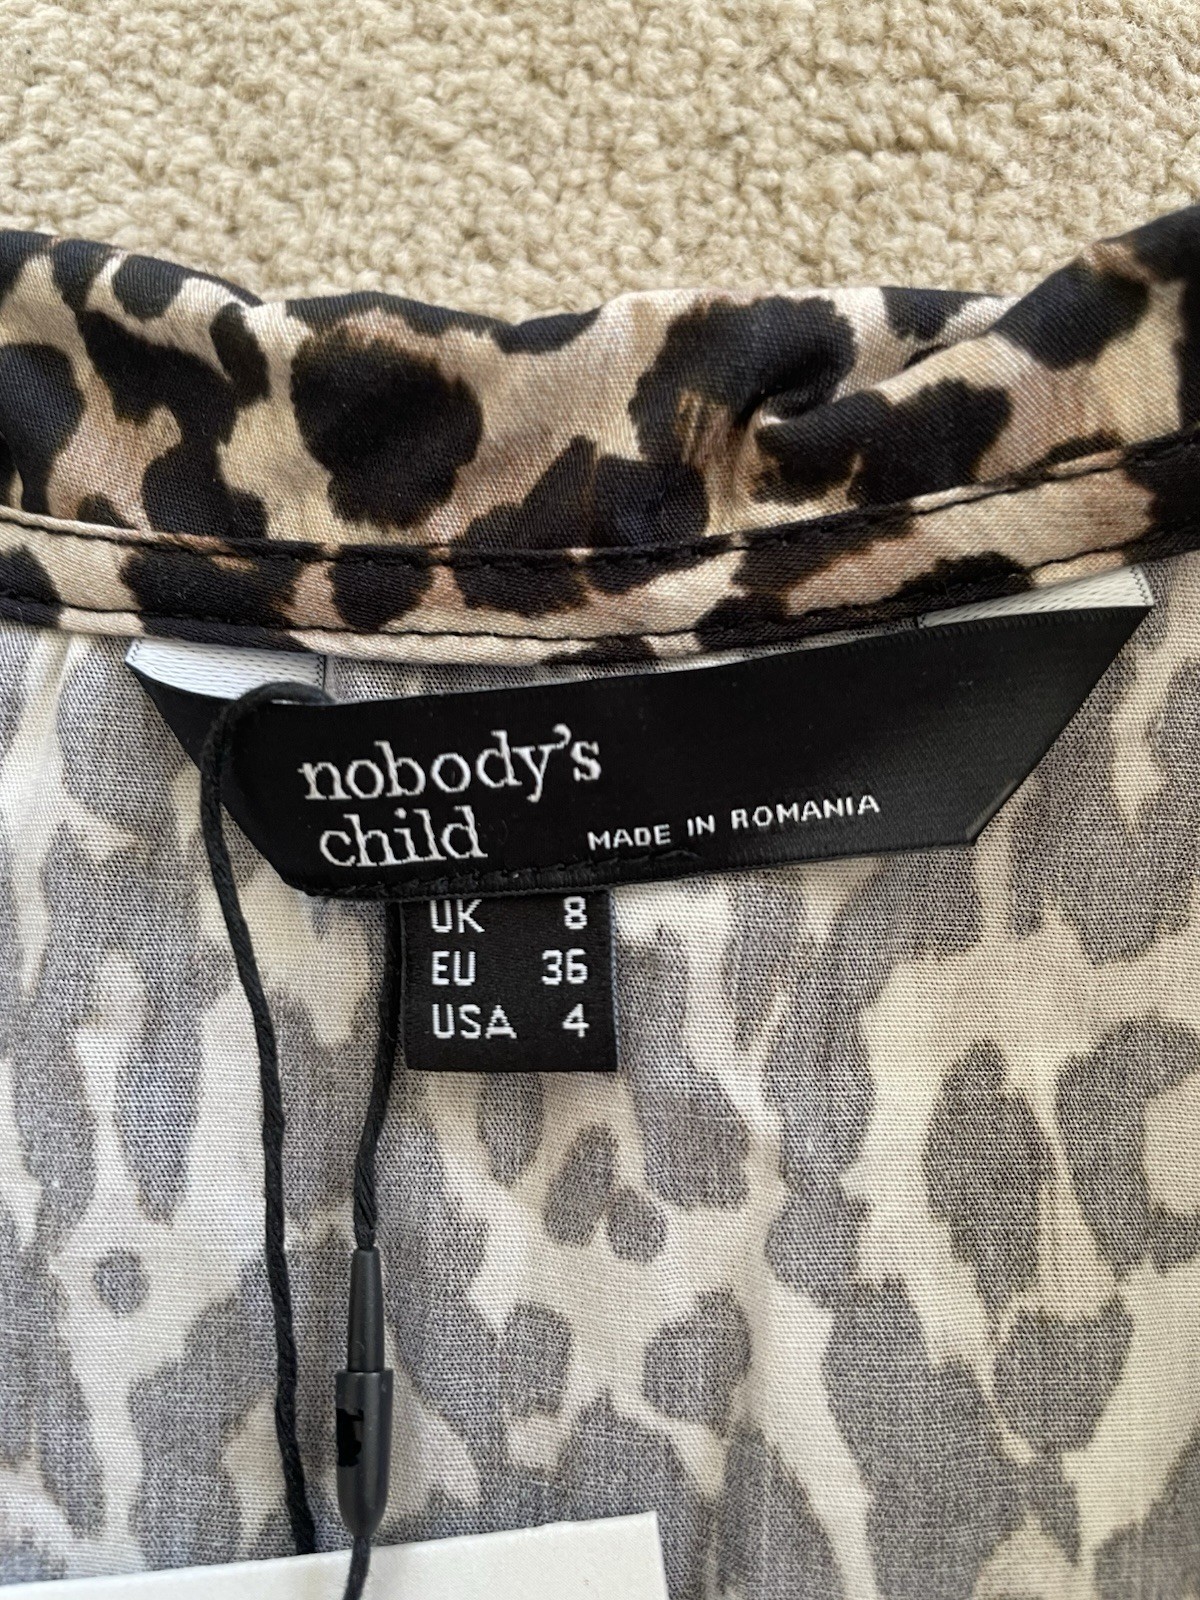 nobody's
child
MADE IN ROMANIA
UK 8
EU 36
USA 4